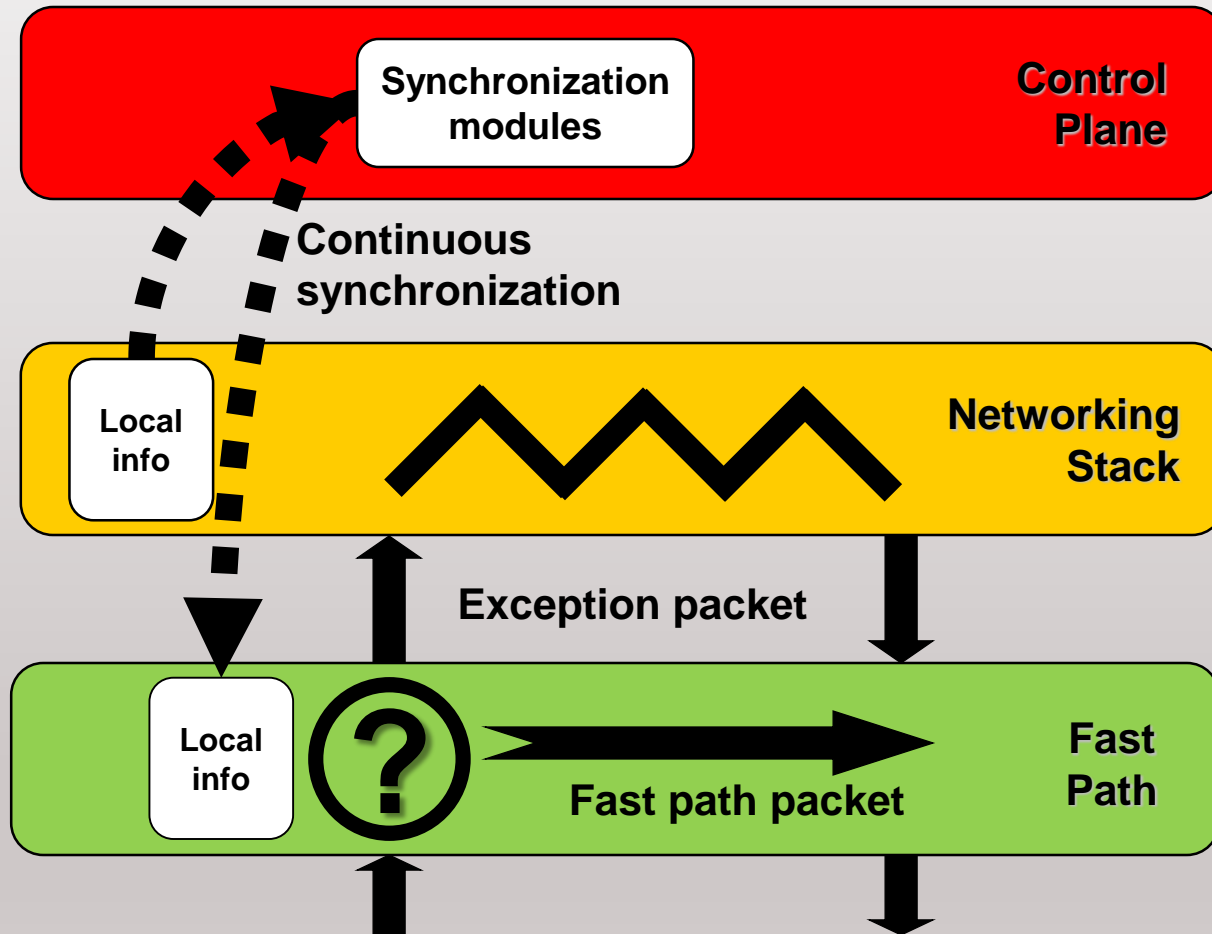 Synchronization
modules
Control
Plane
Continuous
synchronization
Local
info
Networking
Stack
Exception packet
Local
info
?
Fast path packet
Fast
Path